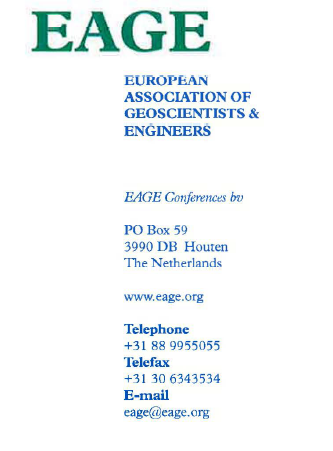 EAGE
EUROPEAN
ASSOCIATION OF
GEOSCIENTISTS &
ENGINEERS
EAGE Conferences bv
PO Box 59
3990 DB Houten
The Netherlands
www.eage.org
Telephone
+31 88 9955055
Telefax
+31 30 6343534
E-mail
eage@eage.org